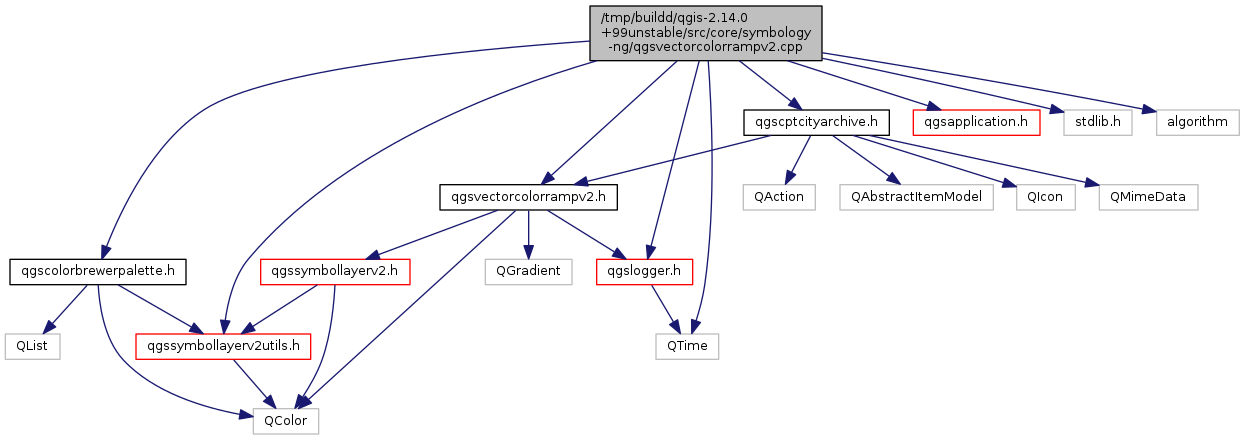 /tmp/buildd/qgis-2.14.0
+99unstable/src/core/symbology
-ng/qgsvectorcolorrampv2.cpp
qgscptcityarchive.h
qgsapplication.h
stdlib.h
algorithm
qgsvectorcolorrampv2.h
QAction
QAbstractItemModel
QIcon
QMimeData
qgscolorbrewerpalette.h
qgssymbollayerv2.h
QGradient
qgslogger.h
QList
qgssymbollayerv2utils.h
QTime
QColor